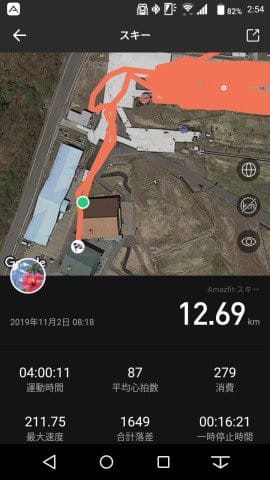 82% 2:54
スキー
Google
Amazfit-スキー
2019年11月2日 08:18
12.69 km
04:00:11 87 279
運動時間 平均心拍数 消費
211.75 1649 00:16:21
最大速度 合計落差 一時停止時間